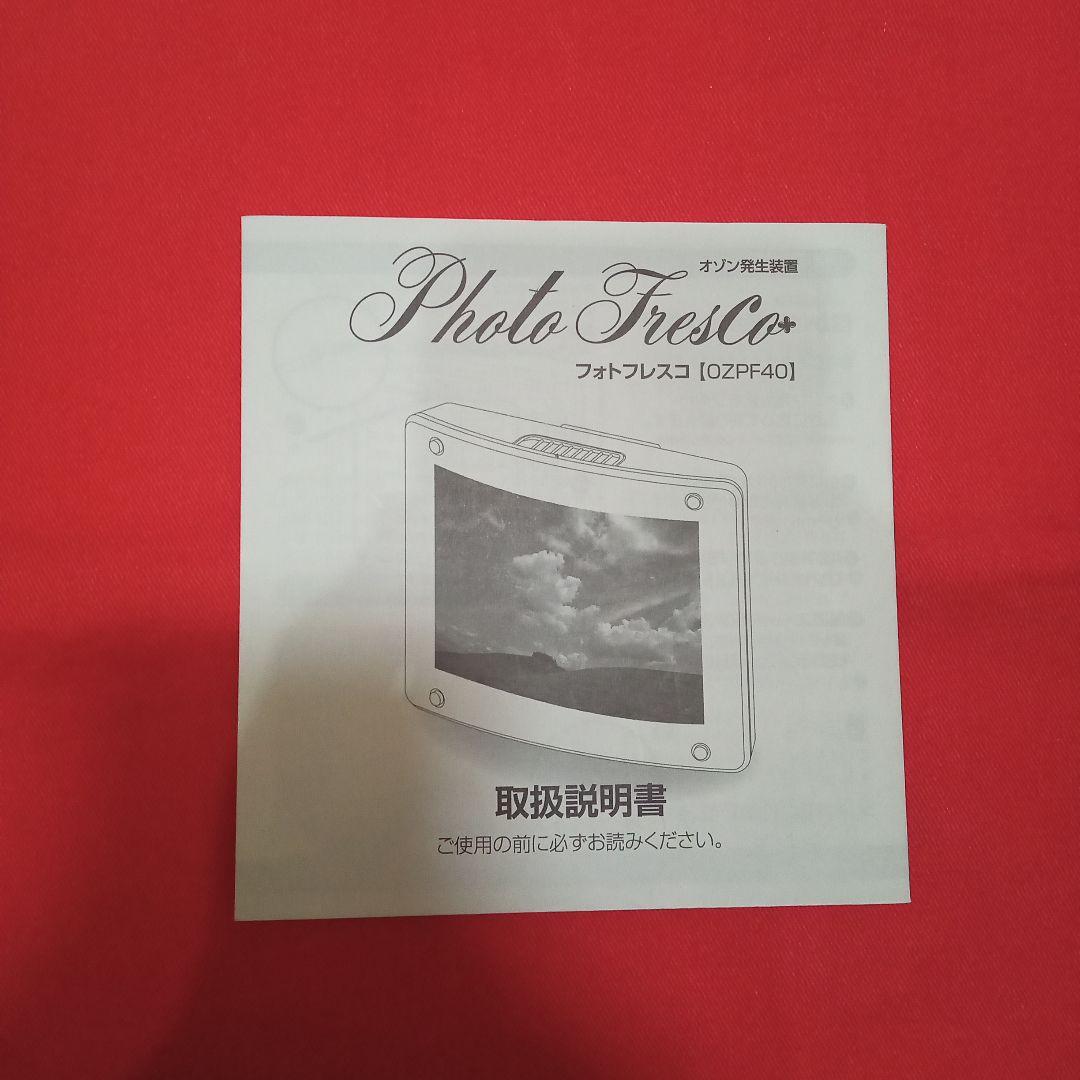 オゾン発生装置
Photo Fresco
フォトフレスコ【OZPF40】
取扱説明書
ご使用の前に必ずお読みください。